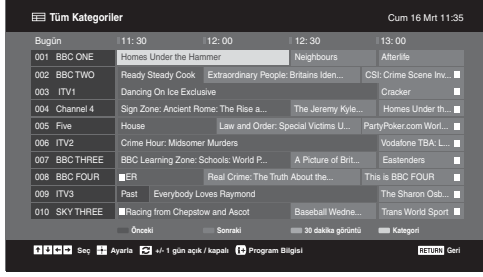 Tüm Kategoriler Cum 16 Mrt 11:35
Bugün 11: 30 12: 00 12: 30 13: 00
001 BBC ONE Homes Under the Hammer Neighbours Afterlife
002 BBC TWO Ready Steady Cook Extraordinary People: Britains Iden... CSI: Crime Scene Inv...
003 ITV1 Dancing On Ice Exclusive Cracker
004 Channel 4 Sign Zone: Ancient Rome: The Rise a... The Jeremy Kyle... Homes Under th...
005 Five House Law and Order: Special Victims U... PartyPoker.com Worl...
006 ITV2 Crime Hour: Midsomer Murders Vodafone TBA: L...
007 BBC THREE BBC Learning Zone: Schools: World P... A Picture of Brit... Eastenders
008 BBC FOUR ER Real Crime: The Truth About the... This is BBC FOUR
009 ITV3 Past Everybody Loves Raymond The Sharon Osb...
010 SKY THREE Racing from Chepstow and Ascot Baseball Wedne... Trans World Sport
Önceki Sonraki 30 dakika görüntü Kategori
Seç Ayarla +/- 1 gün açık / kapalı Program Bilgisi RETURN Geri